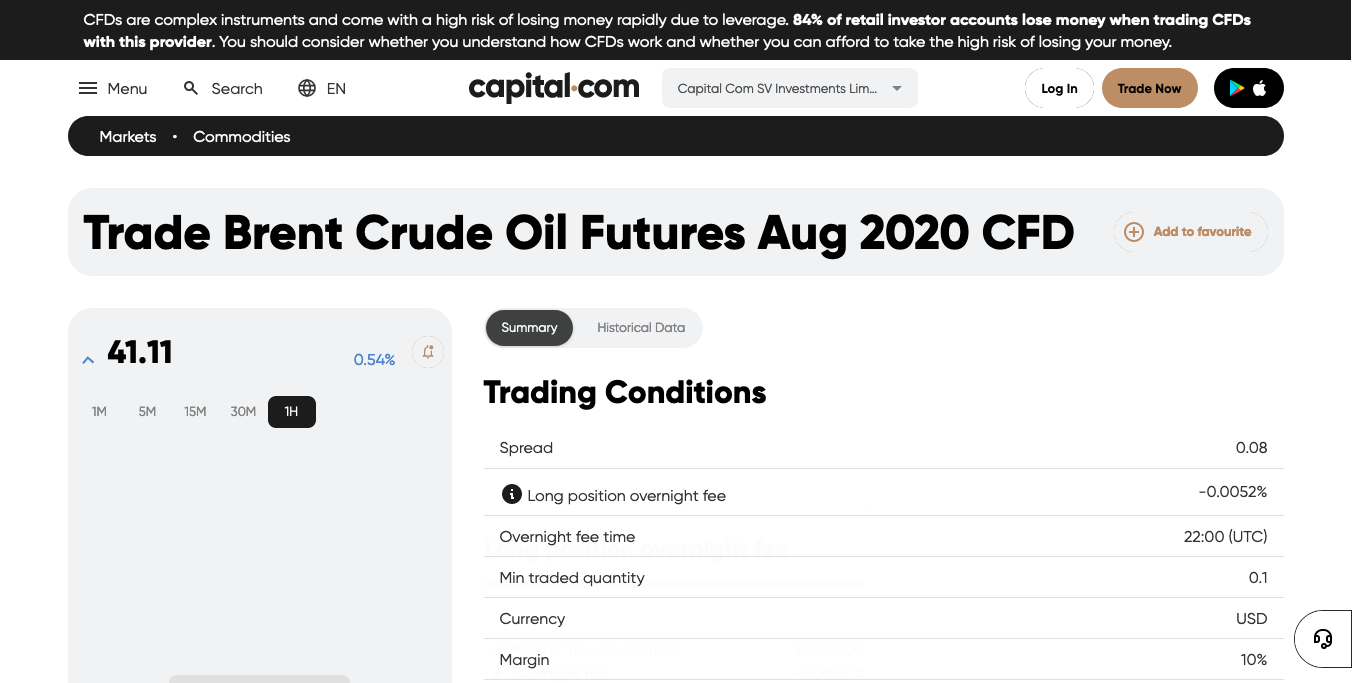 CFDs are complex instruments and come with a high risk of losing money rapidly due to leverage. 84% of retail investor accounts lose money when trading CFDs
with this provider. You should consider whether you understand how CFDs work and whether you can afford to take the high risk of losing your money.
Menu Search EN capital.com Capital Com SV Investments Lim... Log In Trade Now
Markets • Commodities
Trade Brent Crude Oil Futures Aug 2020 CFD Add to favourite
41.11 0.54%
1M 5M 15M 30M 1H
Summary Historical Data
Trading Conditions
Spread 0.08
Long position overnight fee -0.0052%
Overnight fee time 22:00 (UTC)
Long position overnight fee
Min traded quantity 0.1
Currency USD
Margin 10%